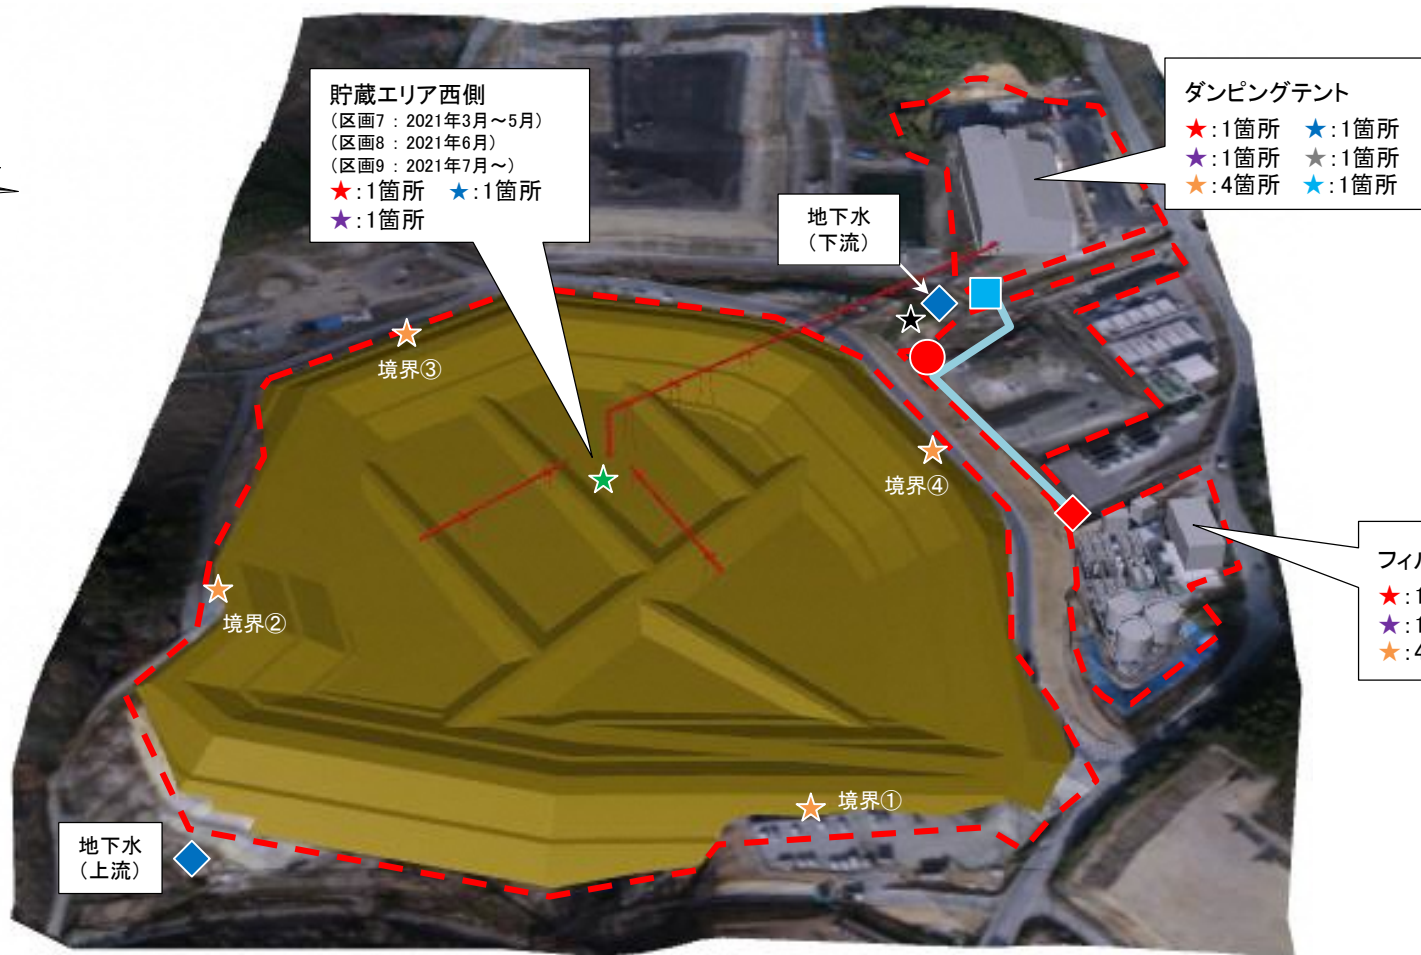 貯蔵エリア西側
（区画7：2021年3月～5月）
（区画8：2021年6月）
（区画9：2021年7月～）
★：1箇所 ★：1箇所
★：1箇所
ダンピングテント
★：1箇所 ★：1箇所
★：1箇所 ★：1箇所
★：4箇所 ★：1箇所
地下水
（下流）
境界③
境界④
境界②
フィル
★：1
★：1
★：4
境界①
地下水
（上流）